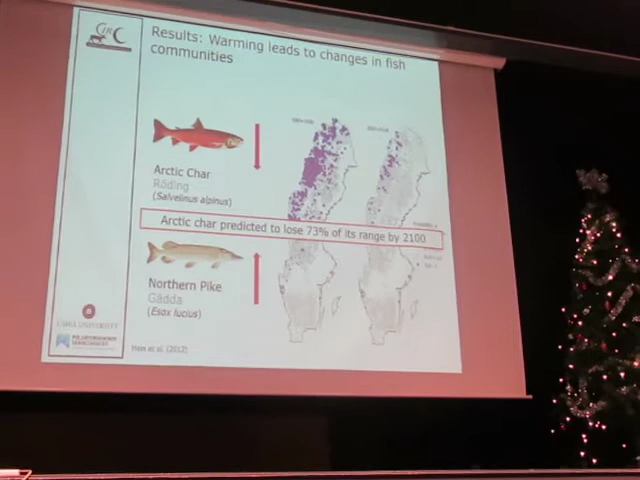 CIRC
Results: Warming leads to changes in fish
communities
Arctic Char
Röding
(Salvelinus alpinus)
Arctic char predicted to lose 73% of its range by 2100
Northern Pike
Gädda
(Esox lucius)
UMEÅ UNIVERSITY
Hein et al. (2012)